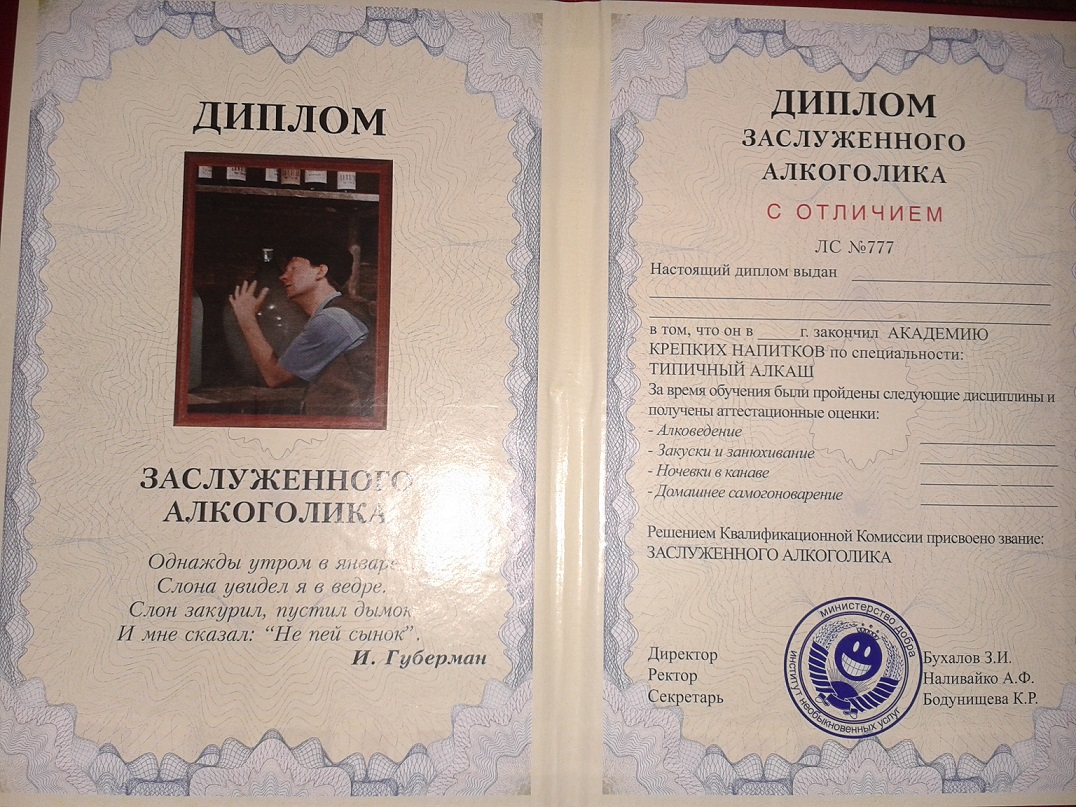 ДИПЛОМ
ЗАСЛУЖЕННОГО
АЛКОГОЛИКА
Однажды утром в январе
Слона увидел я в ведре.
Слон закурил, пустил дымок
И мне сказал: “Не пей сынок”.
И. Губерман
ДИПЛОМ
ЗАСЛУЖЕННОГО
АЛКОГОЛИКА
С ОТЛИЧИЕМ
ЛС №777
Настоящий диплом выдан
в том, что он в ____ г. закончил АКАДЕМИЮ
КРЕПКИХ НАПИТКОВ по специальности:
ТИПИЧНЫЙ АЛКАШ
За время обучения были пройдены следующие дисциплины и
получены аттестационные оценки:
- Алковедение
- Закуски и занюхивание
- Ночевки в канаве
- Домашнее самогоноварение
Решением Квалификационной Комиссии присвоено звание:
ЗАСЛУЖЕННОГО АЛКОГОЛИКА
министерство добра
институт необыкновенных услуг
Директор Бухалов З.И.
Ректор Наливайко А.Ф.
Секретарь Бодунищева К.Р.